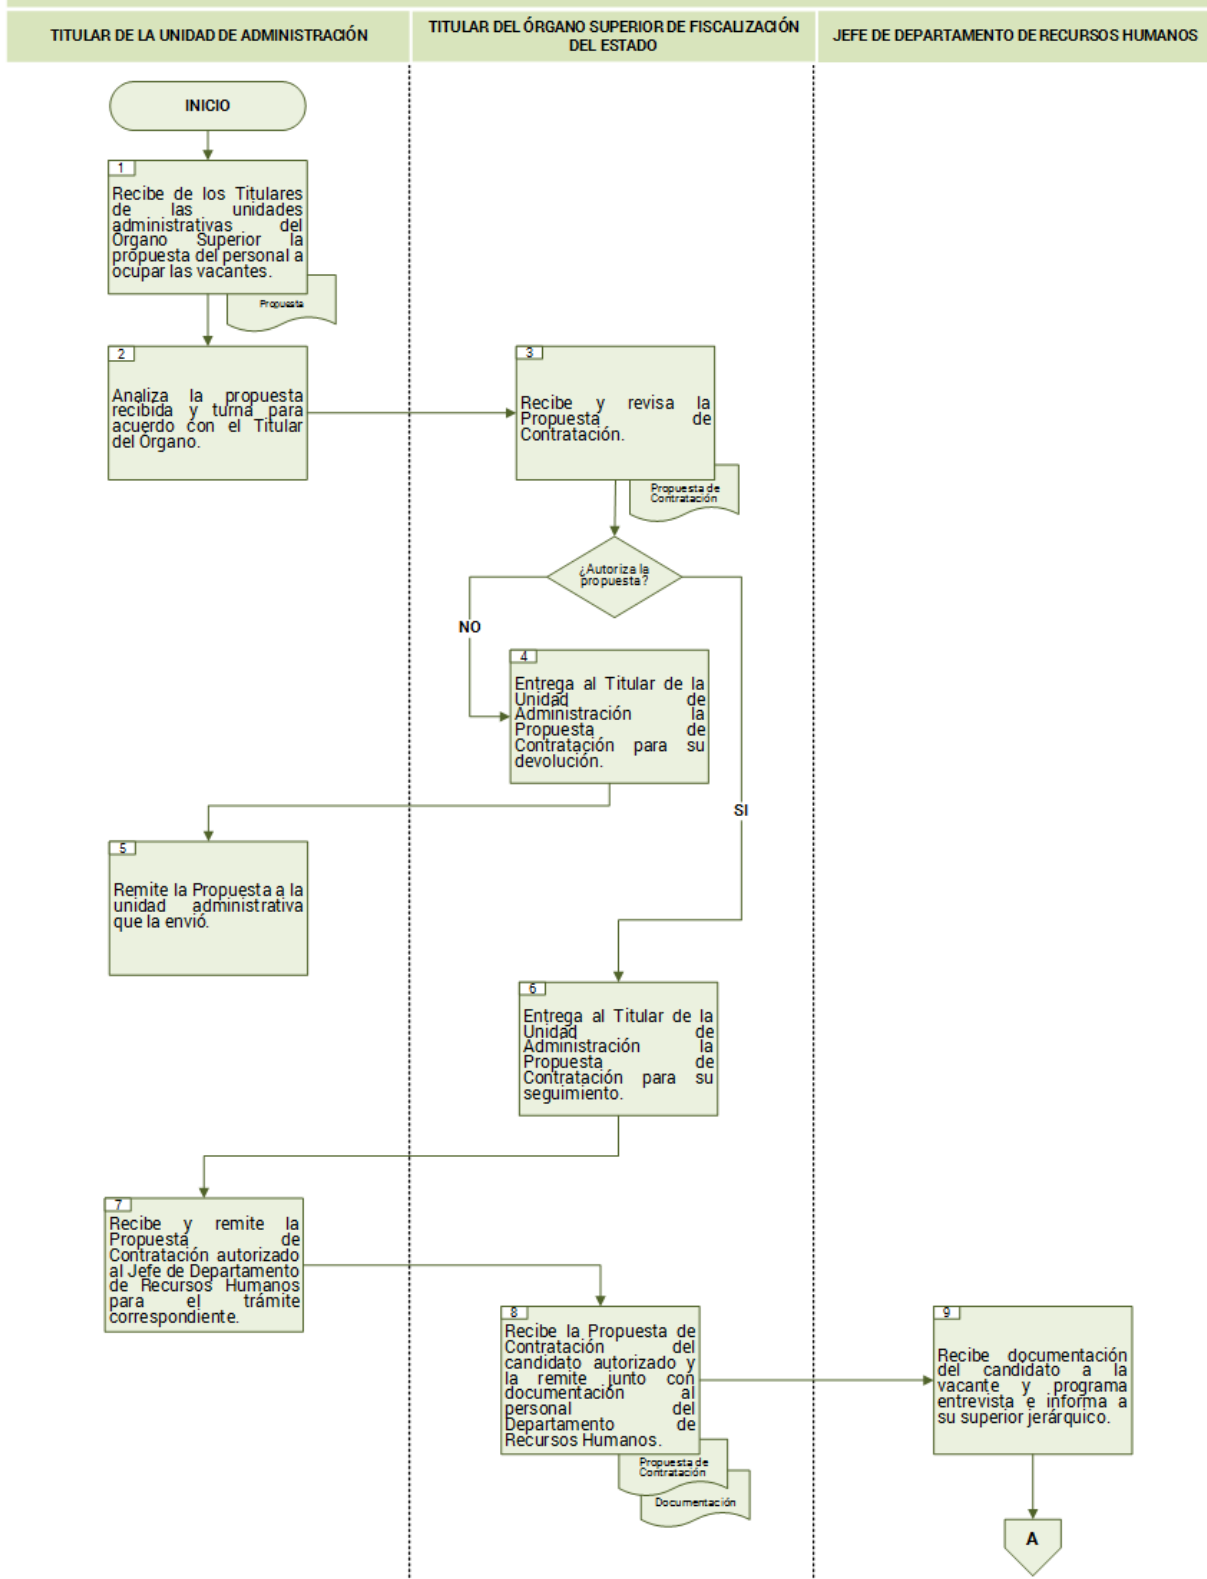 TITULAR DE LA UNIDAD DE ADMINISTRACIÓN
TITULAR DEL ÓRGANO SUPERIOR DE FISCALIZACIÓN
DEL ESTADO
JEFE DE DEPARTAMENTO DE RECURSOS HUMANOS
INICIO
1
Recibe de los Titulares
de las unidades
administrativas del
Órgano Superior la
propuesta del personal a
ocupar las vacantes.
Propuesta
2
Analiza la propuesta
recibida y turna para
acuerdo con el Titular
del Órgano.
3
Recibe y revisa la
Propuesta de
Contratación.
Propuesta de
Contratación
¿Autoriza la
propuesta?
NO
4
Entrega al Titular de la
Unidad de
Administración la
Propuesta de
Contratación para su
devolución.
SI
5
Remite la Propuesta a la
unidad administrativa
que la envió.
6
Entrega al Titular de la
Unidad de
Administración la
Propuesta de
Contratación para su
seguimiento.
7
Recibe y remite la
Propuesta de
Contratación autorizado
al Jefe de Departamento
de Recursos Humanos
para el trámite
correspondiente.
8
Recibe la Propuesta de
Contratación del
candidato autorizado y
la remite junto con
documentación al
personal del
Departamento de
Recursos Humanos.
Propuesta de
Contratación
Documentación
9
Recibe documentación
del candidato a la
vacante y programa
entrevista e informa a
su superior jerárquico.
A